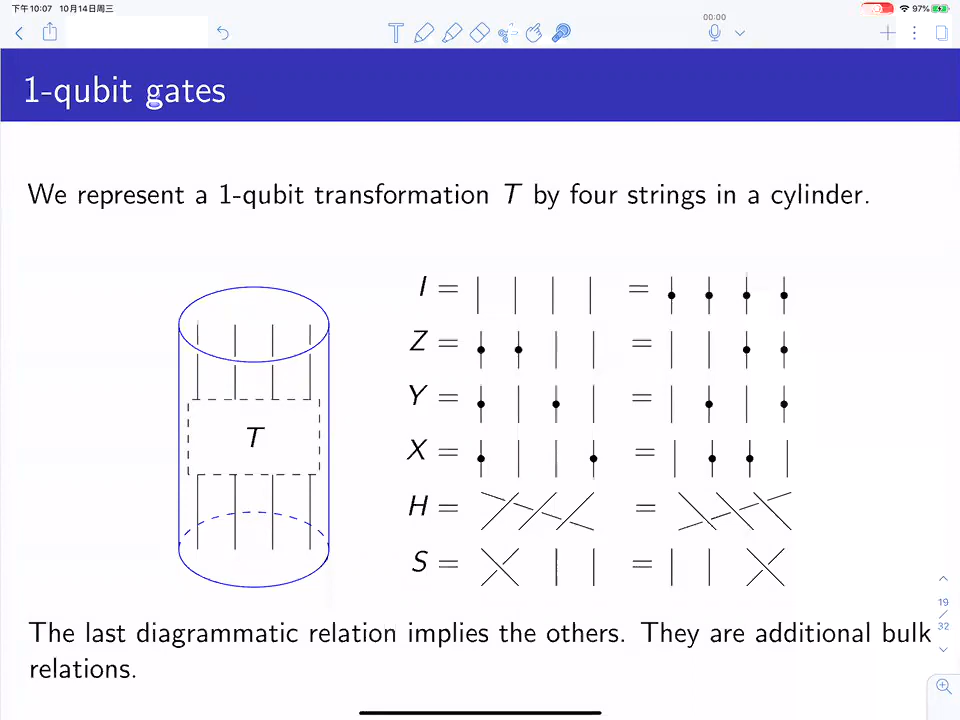 下午10:07 10月14日周三
97%
00:00
1-qubit gates
We represent a 1-qubit transformation T by four strings in a cylinder.
T
I = =
Z = =
Y = =
X = =
H = =
S = =
The last diagrammatic relation implies the others. They are additional bulk
relations.
19
/
32